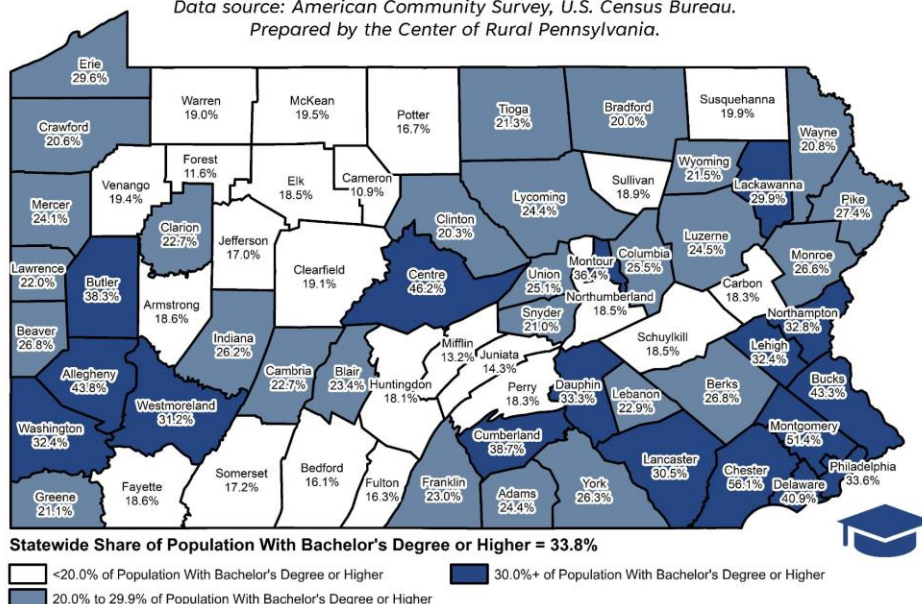 Data source: American Community Survey, U.S. Census Bureau.
Prepared by the Center of Rural Pennsylvania.
Erie
29.6%
Crawford
20.6%
Warren
19.0%
McKean
19.5%
Potter
16.7%
Tioga
21.3%
Bradford
20.0%
Susquehanna
19.9%
Wayne
20.8%
Forest
11.6%
Venango
19.4%
Elk
18.5%
Cameron
10.9%
Wyoming
21.5%
Sullivan
18.9%
Lackawanna
29.9%
Mercer
24.1%
Clarion
22.7%
Jefferson
17.0%
Clinton
20.3%
Lycoming
24.4%
Pike
27.4%
Luzerne
24.5%
Lawrence
22.0%
Butler
38.3%
Clearfield
19.1%
Centre
46.2%
Union
25.1%
Montour
36.4%
Columbia
25.5%
Monroe
26.6%
Armstrong
18.6%
Carbon
18.3%
Beaver
26.8%
Indiana
26.2%
Snyder
21.0%
Northumberland
18.5%
Northampton
32.8%
Schuylkill
18.5%
Mifflin
13.2%
Juniata
14.3%
Lehigh
32.4%
Allegheny
43.8%
Cambria
22.7%
Blair
23.4%
Huntingdon
18.1%
Perry
18.3%
Dauphin
33.3%
Lebanon
22.9%
Berks
26.8%
Bucks
43.3%
Westmoreland
31.2%
Washington
32.4%
Cumberland
38.7%
Montgomery
51.4%
Lancaster
30.5%
Chester
56.1%
Delaware
40.9%
Philadelphia
33.6%
Greene
21.1%
Fayette
18.6%
Somerset
17.2%
Bedford
16.1%
Fulton
16.3%
Franklin
23.0%
Adams
24.4%
York
26.3%
Statewide Share of Population With Bachelor's Degree or Higher = 33.8%
<20.0% of Population With Bachelor's Degree or Higher
30.0%+ of Population With Bachelor's Degree or Higher
20.0% to 29.9% of Population With Bachelor's Degree or Higher